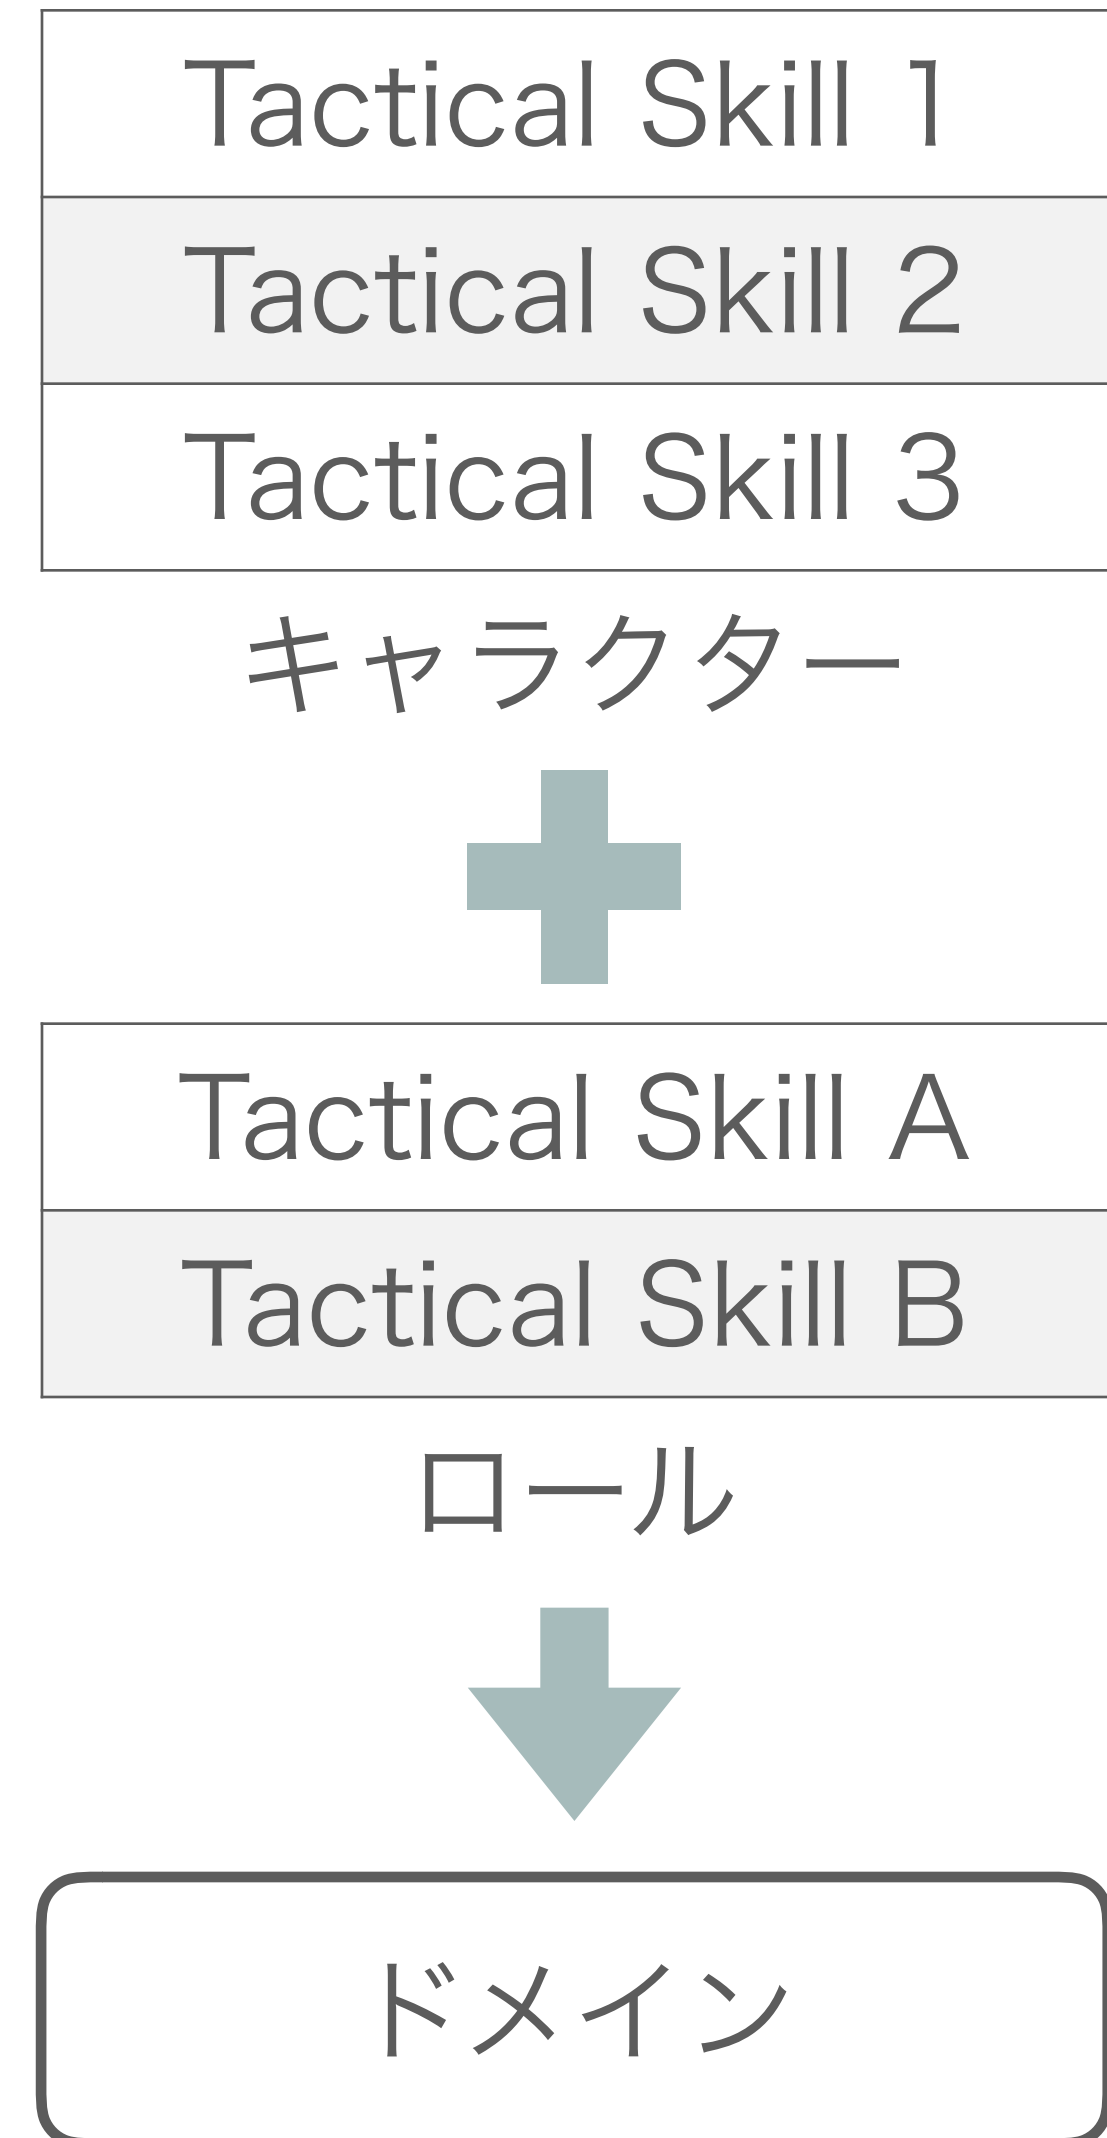 Tactical Skill 1
Tactical Skill 2
Tactical Skill 3
キャラクター
Tactical Skill A
Tactical Skill B
ロール
ドメイン